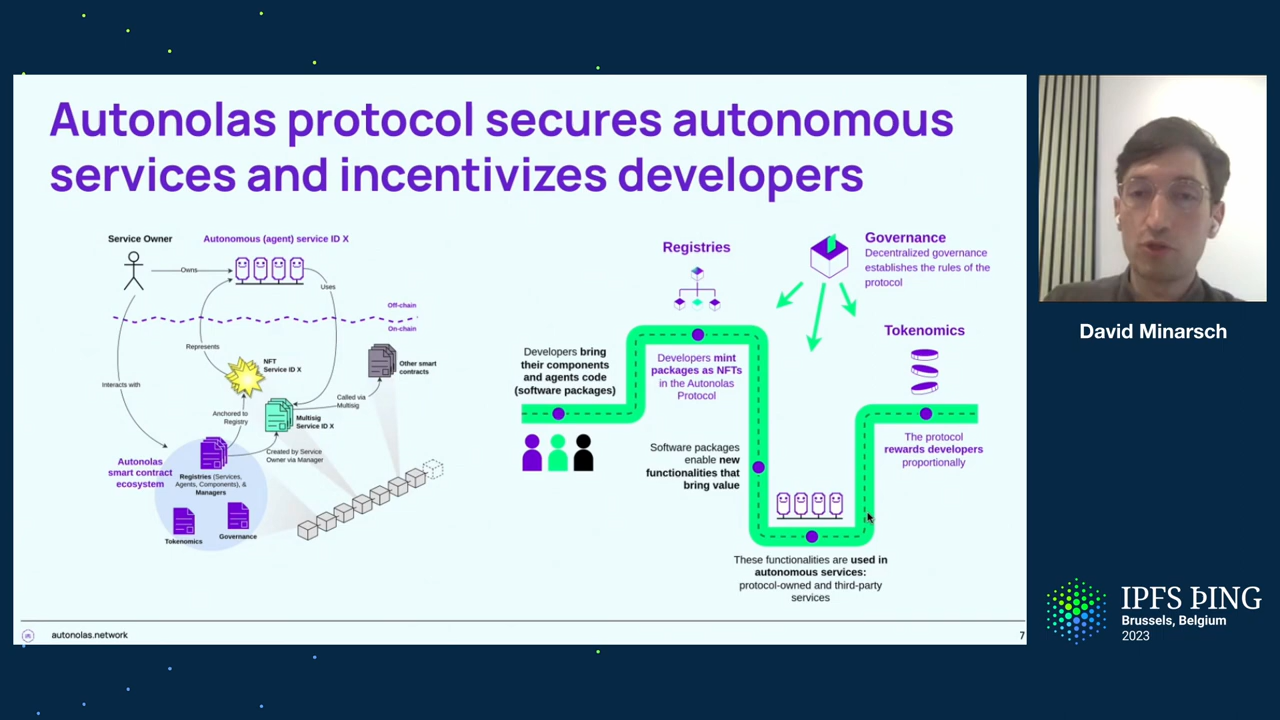 Autonolas protocol secures autonomous
services and incentivizes developers
Service Owner
Autonomous (agent) service ID X
Owns
Uses
Off-chain
On-chain
Represents
NFT
Service ID X
Other smart
contracts
Interacts with
Called via
Multisig
Anchored to
Registry
Multisig
Service ID X
Created by Service
Owner via Manager
Autonolas
smart contract
ecosystem
Registries (Services,
Agents, Components), &
Managers
Tokenomics
Governance
Registries
Governance
Decentralized governance
establishes the rules of the
protocol
Tokenomics
Developers bring
their components
and agents code
(software packages)
Developers mint
packages as NFTs
in the Autonolas
Protocol
Software packages
enable new
functionalities that
bring value
The protocol
rewards developers
proportionally
These functionalities are used in
autonomous services:
protocol-owned and third-party
services
autonolas.network
7
David Minarsch
IPFS ÞING
Brussels, Belgium
2023